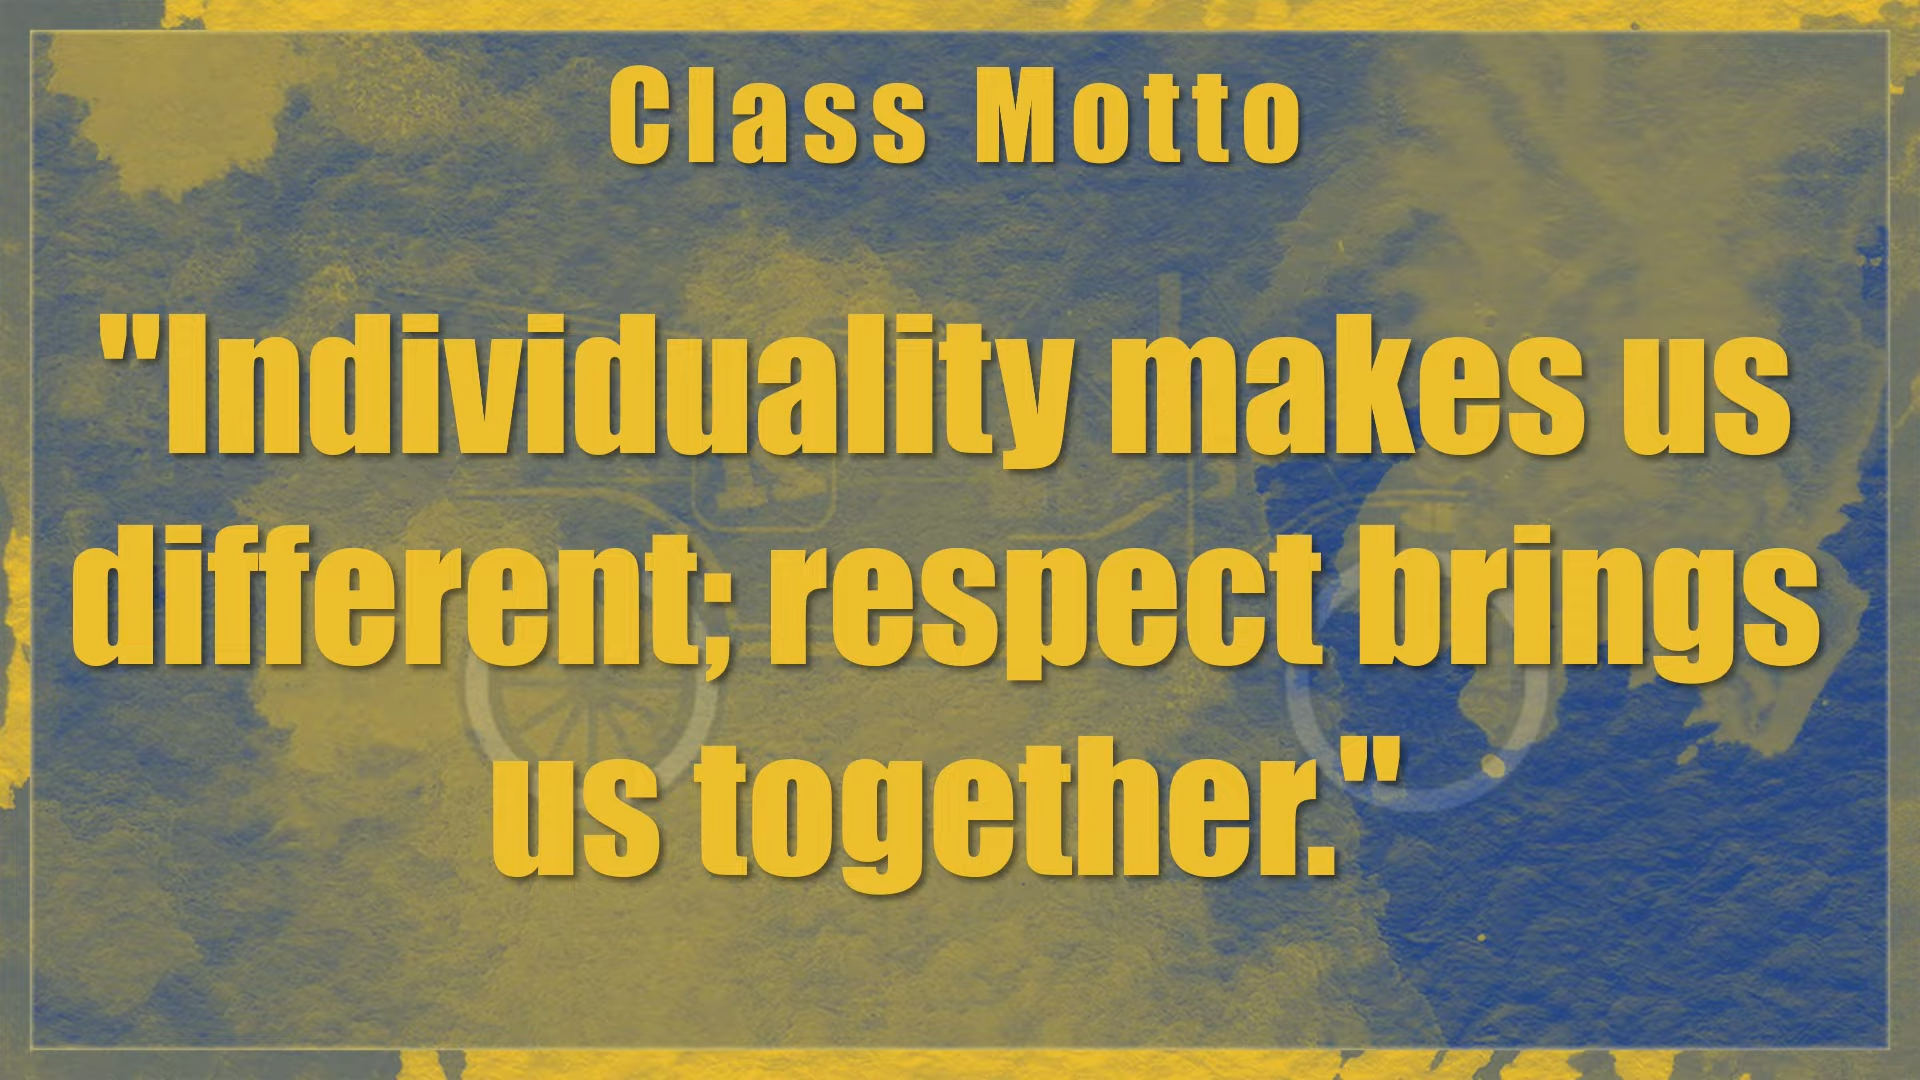 Class Motto
"Individuality makes us
different; respect brings
us together."